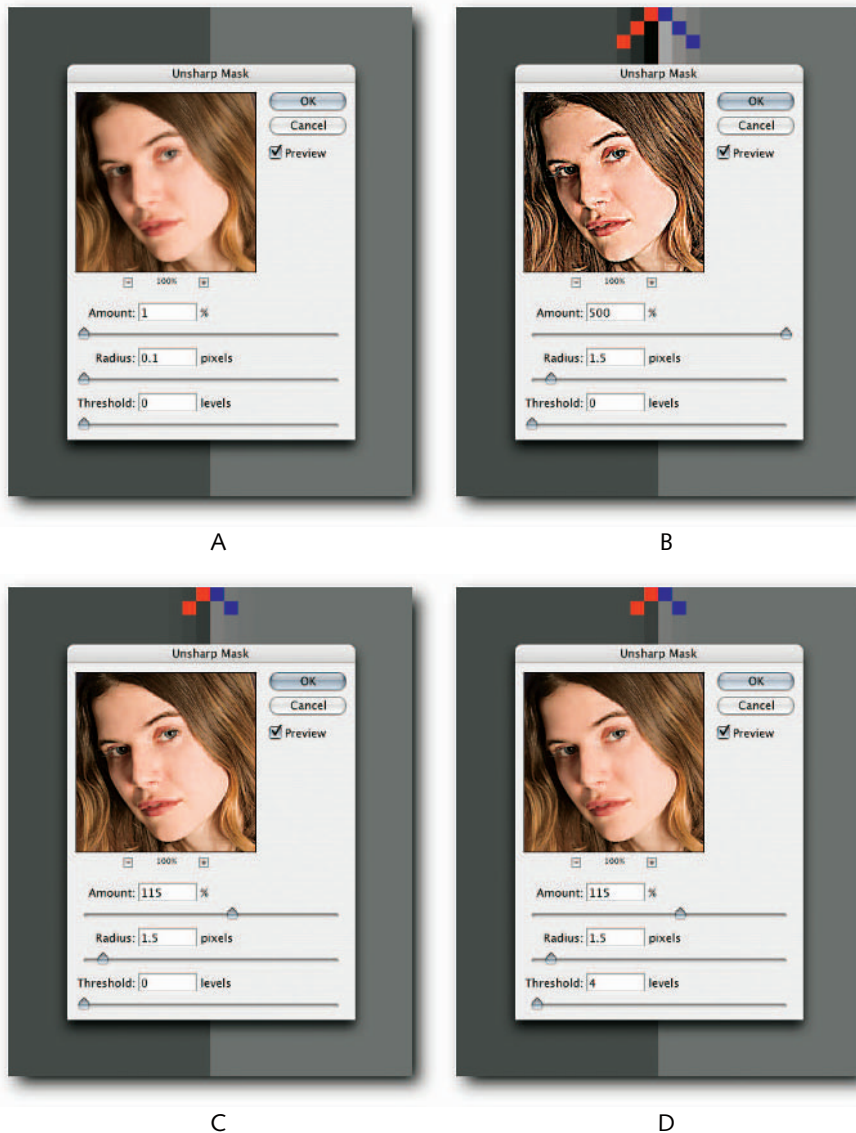 Unsharp Mask
OK
Cancel
Preview
100%
Amount: 1 %
Radius: 0.1 pixels
Threshold: 0 levels
A
Unsharp Mask
OK
Cancel
Preview
100%
Amount: 500 %
Radius: 1.5 pixels
Threshold: 0 levels
B
Unsharp Mask
OK
Cancel
Preview
100%
Amount: 115 %
Radius: 1.5 pixels
Threshold: 0 levels
C
Unsharp Mask
OK
Cancel
Preview
100%
Amount: 115 %
Radius: 1.5 pixels
Threshold: 4 levels
D